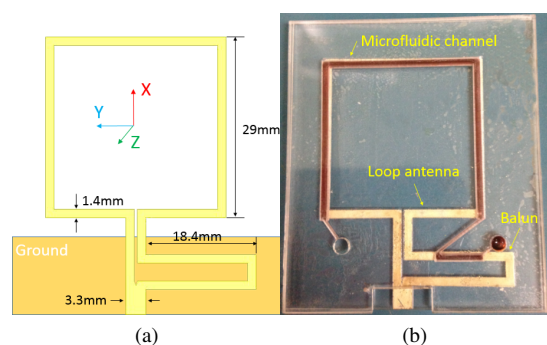 X
Y
Z
29mm
1.4mm
18.4mm
Ground
3.3mm
(a)
Microfluidic channel
Loop antenna
Balun
(b)